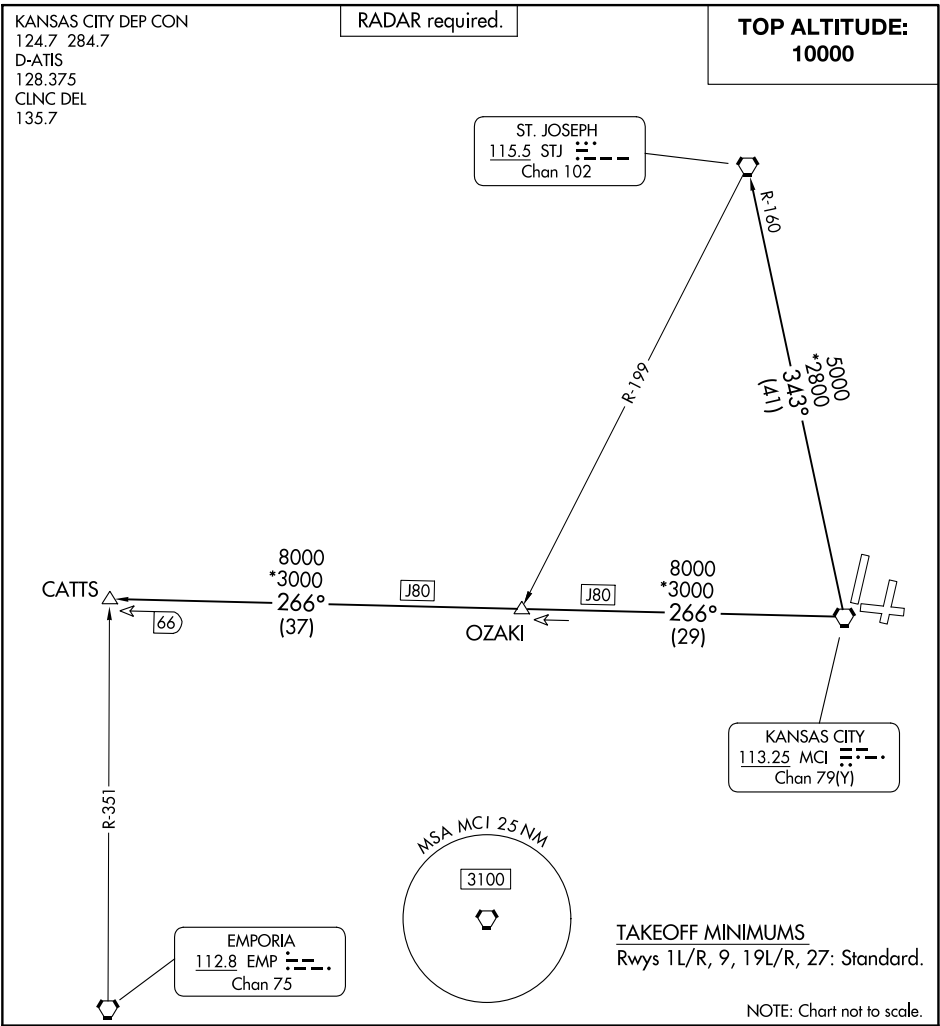 KANSAS CITY DEP CON
124.7 284.7
D-ATIS
128.375
CLNC DEL
135.7
RADAR required.
TOP ALTITUDE:
10000
ST. JOSEPH
115.5 STJ
Chan 102
R-160
5000
*2800
343°
(41)
R-199
CATTS
66
8000
*3000
266°
(37)
J80
OZAKI
J80
8000
*3000
266°
(29)
KANSAS CITY
113.25 MCI
Chan 79(Y)
R-351
MSA MCI 25 NM
3100
EMPORIA
112.8 EMP
Chan 75
TAKEOFF MINIMUMS
Rwys 1L/R, 9, 19L/R, 27: Standard.
NOTE: Chart not to scale.